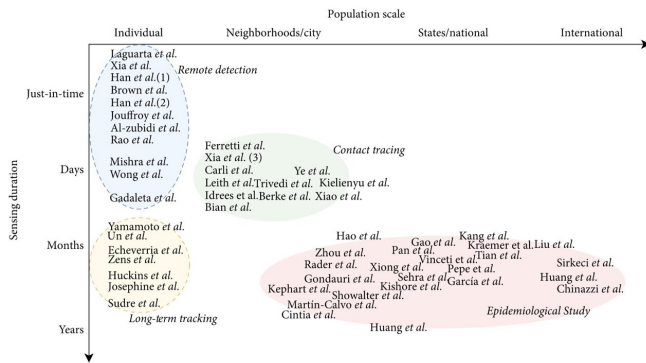 Population scale
Individual
Neighborhoods/city
States/national
International
Sensing duration
Just-in-time
Days
Months
Years
Laguarta et al.
Xia et al.
Han et al.(1)
Brown et al.
Han et al.(2)
Jouffroy et al.
Al-zubidi et al.
Rao et al.
Mishra et al.
Wong et al.
Gadaleta et al.
Remote detection
Ferretti et al.
Xia et al. (3)
Carli et al.
Ye et al.
Leith et al.
Trivedi et al.
Kielienyu et al.
Idrees et al.
Berke et al.
Xiao et al.
Bian et al.
Contact tracing
Yamamoto et al.
Un et al.
Echeverria et al.
Zens et al.
Huckins et al.
Josephine et al.
Sudre et al.
Long-term tracking
Hao et al.
Kang et al.
Gao et al.
Kraemer et al.
Liu et al.
Zhou et al.
Pan et al.
Tian et al.
Vinceti et al.
Rader et al.
Xiong et al.
Pepe et al.
Sirkeci et al.
Gondauri et al.
Sehra et al.
García et al.
Huang et al.
Kephart et al.
Kishore et al.
Chinazzi et al.
Showalter et al.
Martín-Calvo et al.
Cintia et al.
Epidemiological Study
Huang et al.